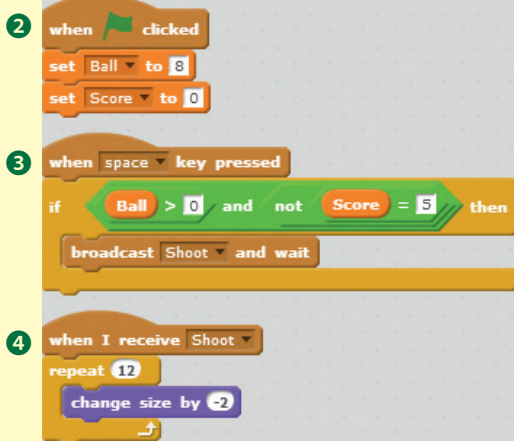 2 when clicked
set Ball to 8
set Score to 0
3 when space key pressed
if Ball > 0 and not Score = 5 then
broadcast Shoot and wait
4 when I receive Shoot
repeat 12
change size by -2